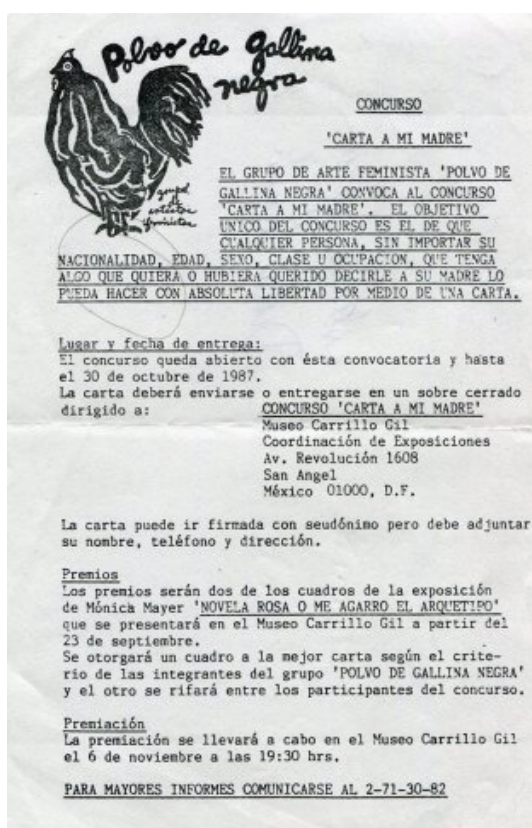 Polvo de gallina
negra
grupo
de
artistas
feministas
CONCURSO
'CARTA A MI MADRE'
EL GRUPO DE ARTE FEMINISTA 'POLVO DE
GALLINA NEGRA' CONVOCA AL CONCURSO
'CARTA A MI MADRE'. EL OBJETIVO
UNICO DEL CONCURSO ES EL DE QUE
CUALQUIER PERSONA, SIN IMPORTAR SU
NACIONALIDAD, EDAD, SEXO, CLASE U OCUPACION, QUE TENGA
ALGO QUE QUIERA O HUBIERA QUERIDO DECIRLE A SU MADRE LO
PUEDA HACER CON ABSOLUTA LIBERTAD POR MEDIO DE UNA CARTA.
Lugar y fecha de entrega:
El concurso queda abierto con ésta convocatoria y hasta
el 30 de octubre de 1987.
La carta deberá enviarse o entregarse en un sobre cerrado
dirigido a: CONCURSO 'CARTA A MI MADRE'
Museo Carrillo Gil
Coordinación de Exposiciones
Av. Revolución 1608
San Angel
México 01000, D.F.
La carta puede ir firmada con seudónimo pero debe adjuntar
su nombre, teléfono y dirección.
Premios
Los premios serán dos de los cuadros de la exposición
de Mónica Mayer 'NOVELA ROSA O ME AGARRO EL ARQUETIPO'
que se presentará en el Museo Carrillo Gil a partir del
23 de septiembre.
Se otorgará un cuadro a la mejor carta según el crite-
rio de las integrantes del grupo 'POLVO DE GALLINA NEGRA'
y el otro se rifará entre los participantes del concurso.
Premiación
La premiación se llevará a cabo en el Museo Carrillo Gil
el 6 de noviembre a las 19:30 hrs.
PARA MAYORES INFORMES COMUNICARSE AL 2-71-30-82